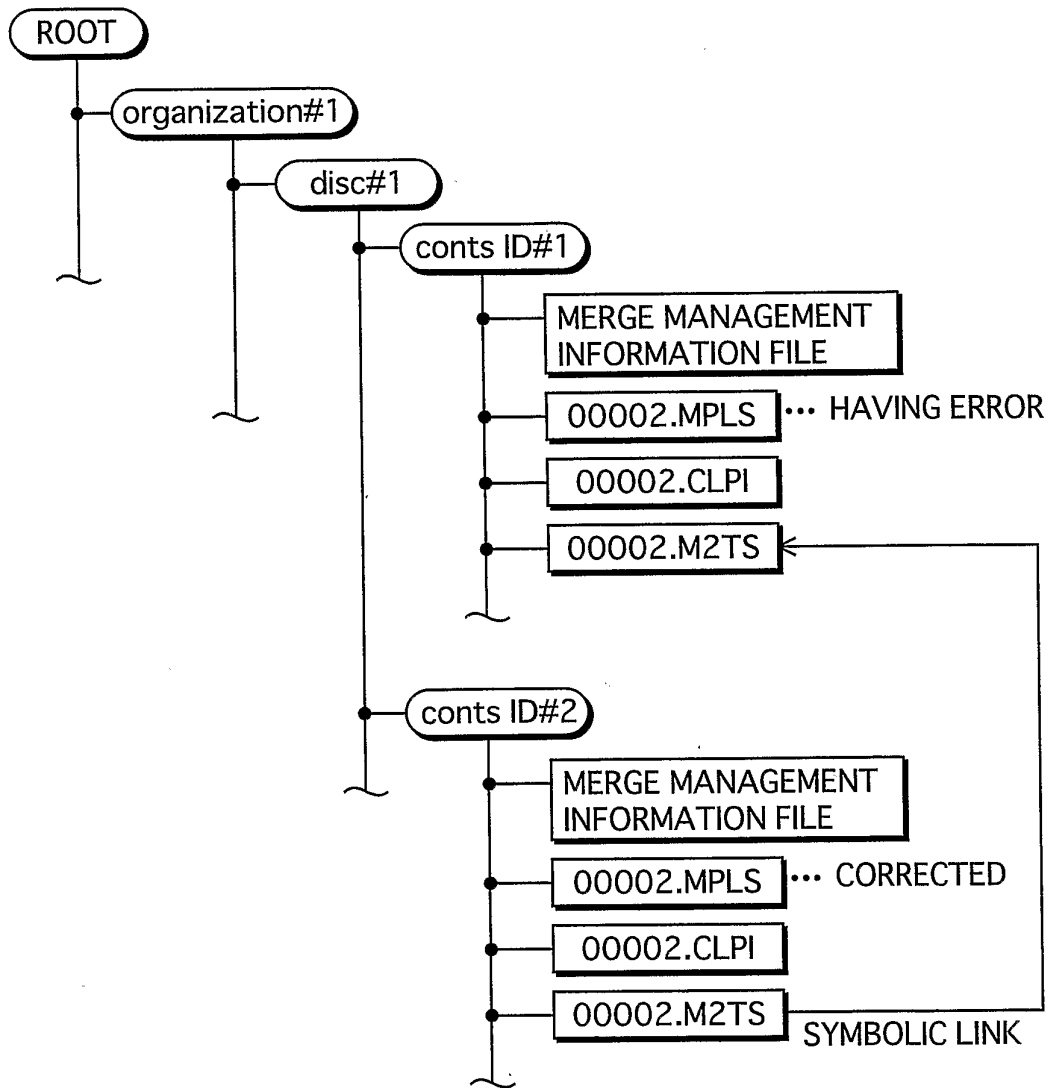 ROOT
organization#1
disc#1
conts ID#1
MERGE MANAGEMENT
INFORMATION FILE
00002.MPLS ··· HAVING ERROR
00002.CLPI
00002.M2TS
conts ID#2
MERGE MANAGEMENT
INFORMATION FILE
00002.MPLS ··· CORRECTED
00002.CLPI
00002.M2TS
SYMBOLIC LINK